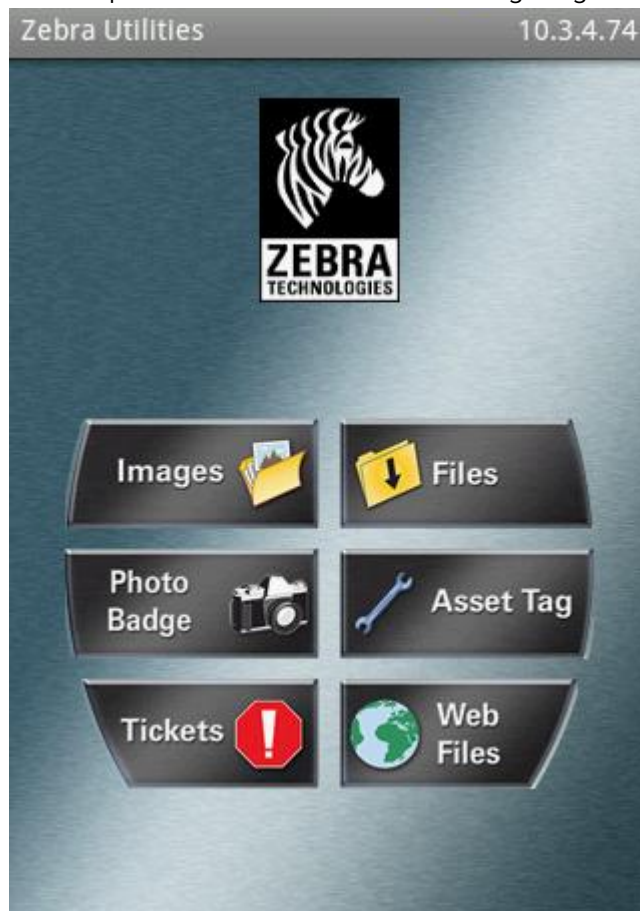 Zebra Utilities 10.3.4.74
ZEBRA
TECHNOLOGIES
Images
Files
Photo
Badge
Asset Tag
Tickets
Web
Files